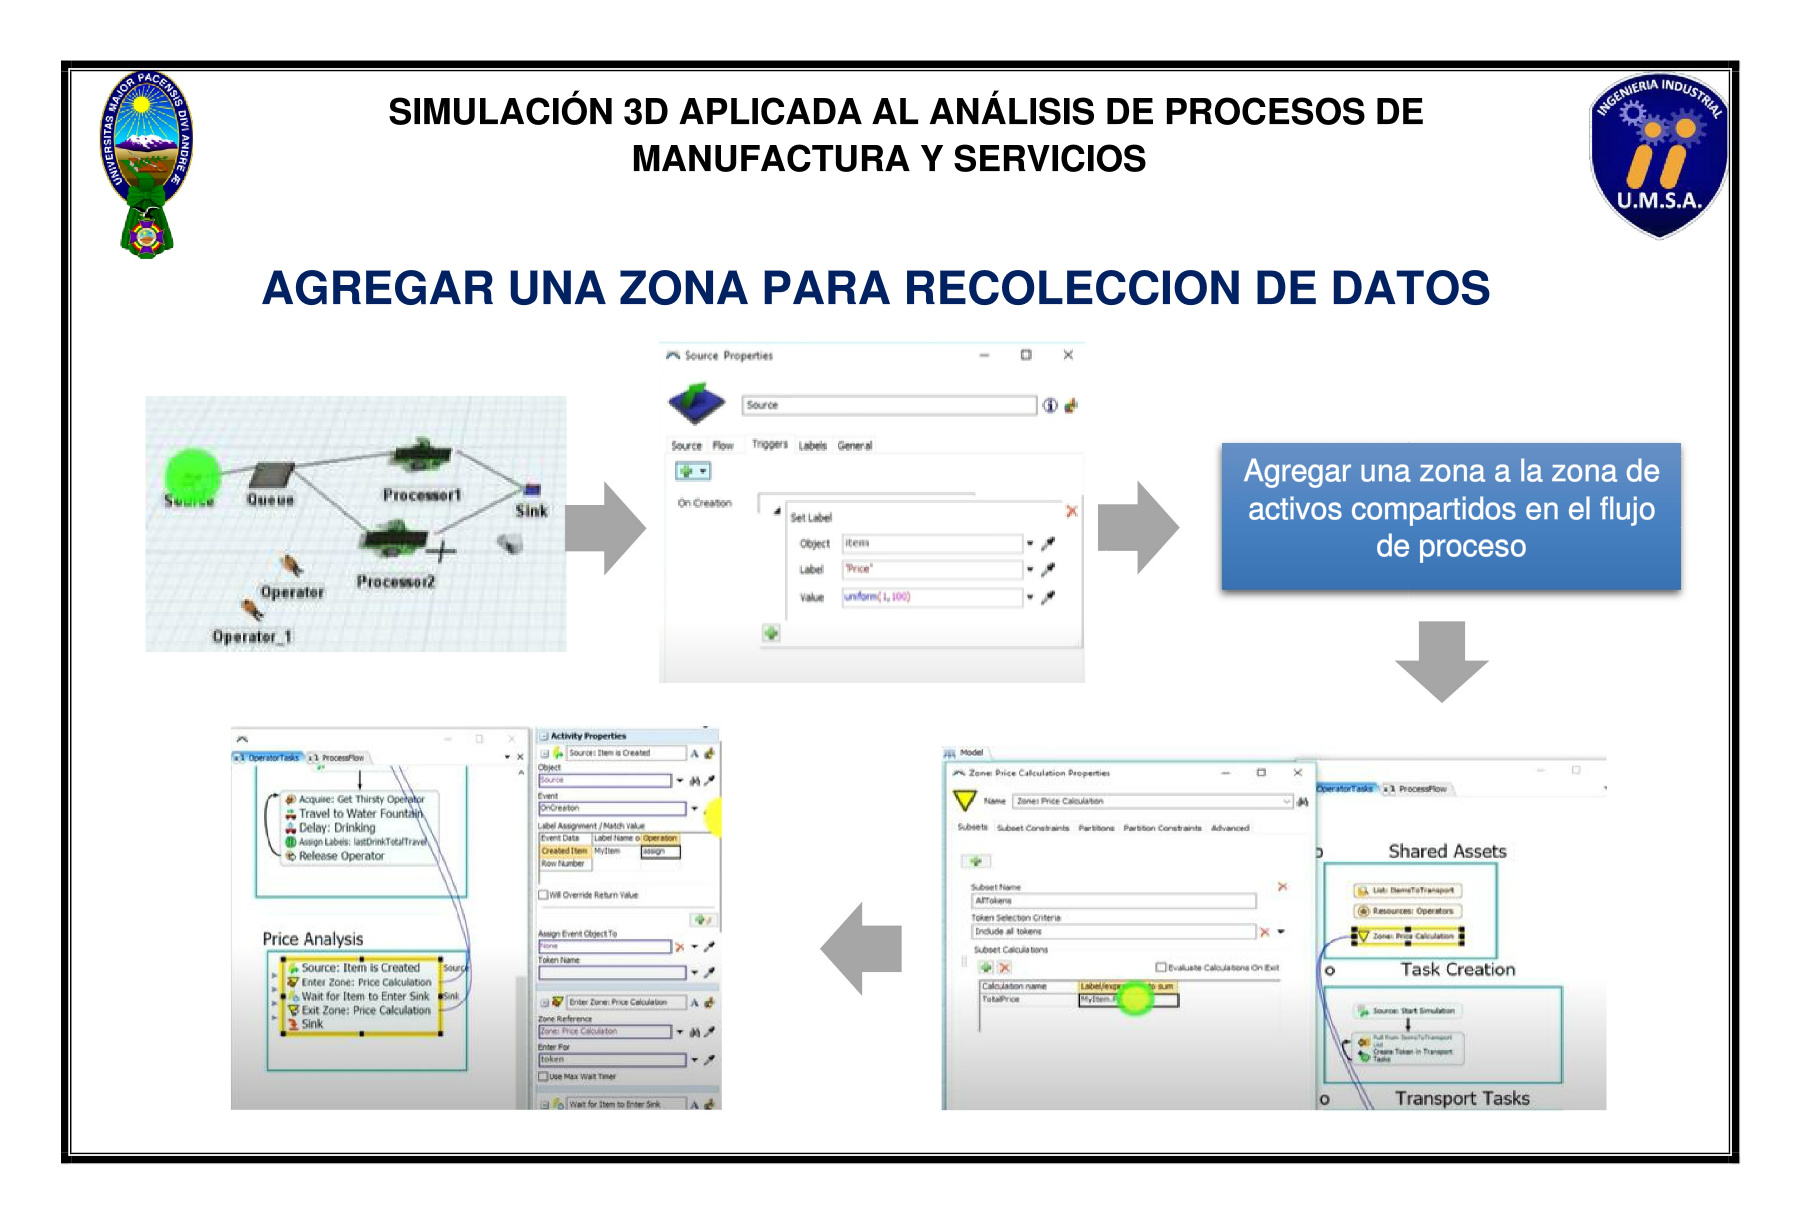 UNIVERSITAS MAJOR PACENSIS DIVI ANDRE Æ
SIMULACIÓN 3D APLICADA AL ANÁLISIS DE PROCESOS DE
MANUFACTURA Y SERVICIOS
INGENIERIA INDUSTRIAL
U.M.S.A.
AGREGAR UNA ZONA PARA RECOLECCION DE DATOS
Source
Queue
Processor1
Sink
Processor2
Operator
Operator_1
Source Properties
Source
Source Flow Triggers Labels General
On Creation
Set Label
Object item
Label "Price"
Value uniform(1,100)
Agregar una zona a la zona de
activos compartidos en el flujo
de proceso
OperatorTasks ProcessFlow
Acquire: Get Thirsty Operator
Travel to Water Fountain
Delay: Drinking
Assign Labels: lastDrinkTotalTravel
Release Operator
Price Analysis
Source: Item is Created Source
Enter Zone: Price Calculation
Wait for Item to Enter Sink Sink
Exit Zone: Price Calculation
Sink
Activity Properties
Source: Item is Created
Object
Source
Event
OnCreation
Label Assignment / Match Value
Event Data Label Name o Operation
Created Item MyItem assign
Row Number
Will Override Return Value
Assign Event Object To
None
Token Name
Enter Zone: Price Calculation
Zone Reference
Zone: Price Calculation
Enter For
token
Use Max Wait Timer
Wait for Item to Enter Sink
Model
Zone: Price Calculation Properties
Name Zone: Price Calculation
Subsets Subset Constraints Partitions Partition Constraints Advanced
Subset Name
AllTokens
Token Selection Criteria
Include all tokens
Subset Calculations
Evaluate Calculations On Exit
Calculation name Label/expr to sum
TotalPrice MyItem.
OperatorTasks ProcessFlow
Shared Assets
List: ItemsToTransport
Resources: Operators
Zone: Price Calculation
Task Creation
Source: Start Simulation
Pull from ItemsToTransport
List
Create Token in Transport
Tasks
Transport Tasks